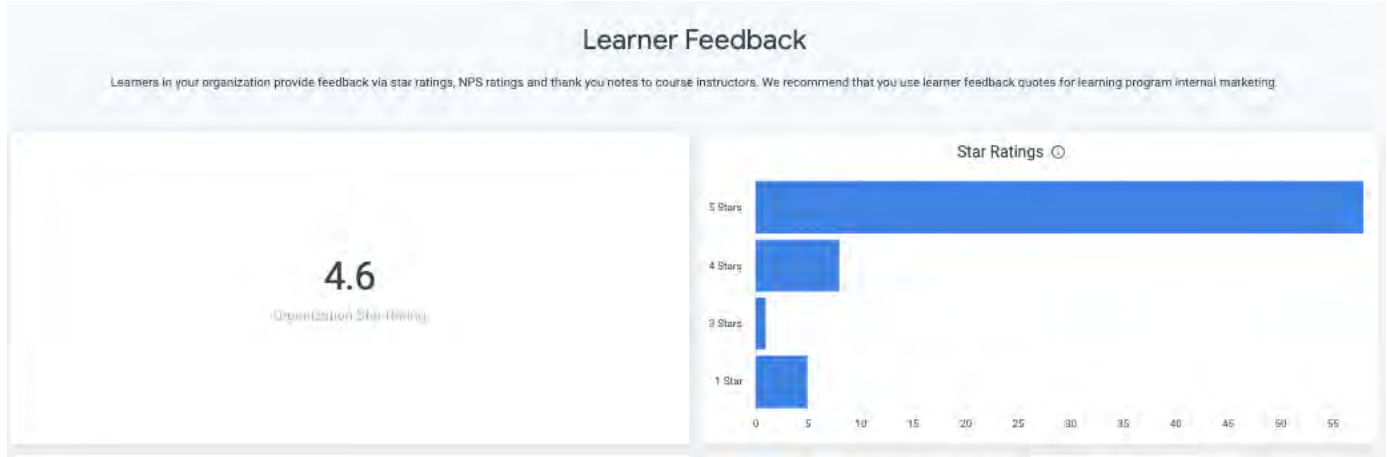 Learner Feedback
Learners in your organization provide feedback via star ratings, NPS ratings and thank you notes to course instructors. We recommend that you use learner feedback quotes for learning program internal marketing.
4.6
Organization Star Rating
Star Ratings
5 Stars
4 Stars
3 Stars
1 Star
0 5 10 15 20 25 30 35 40 45 50 55